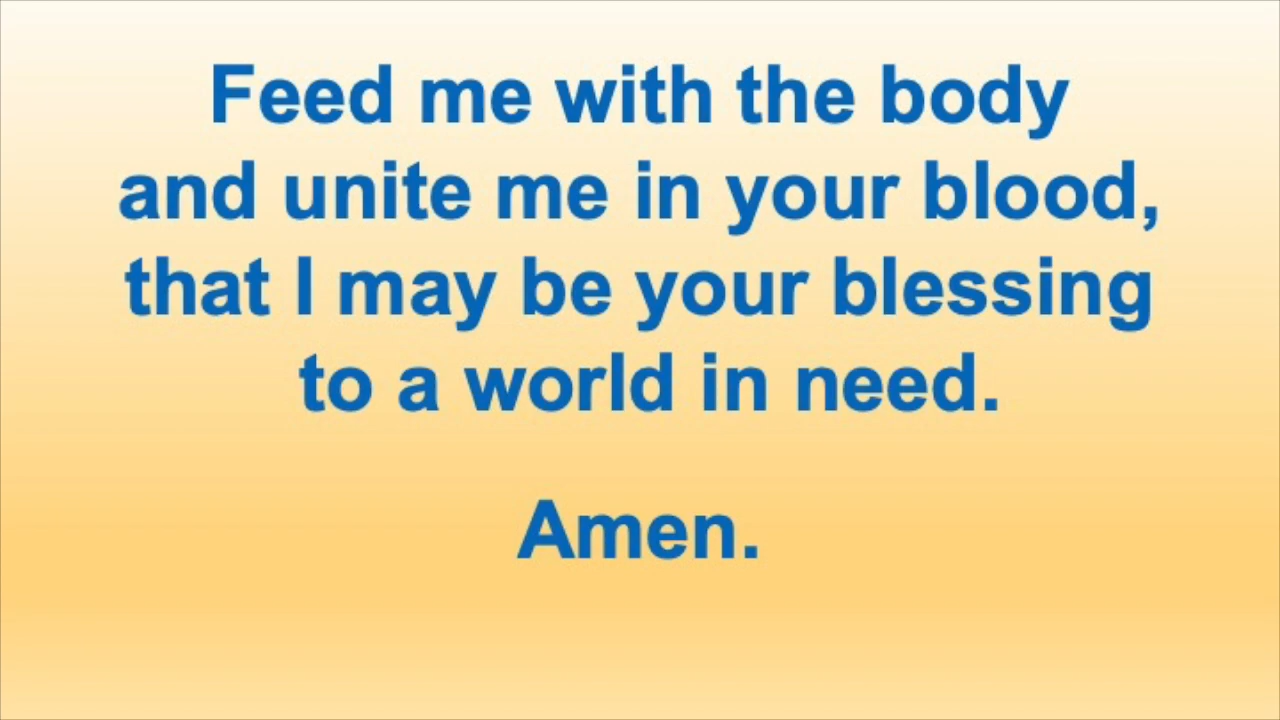 Feed me with the body
and unite me in your blood,
that I may be your blessing
to a world in need.
Amen.